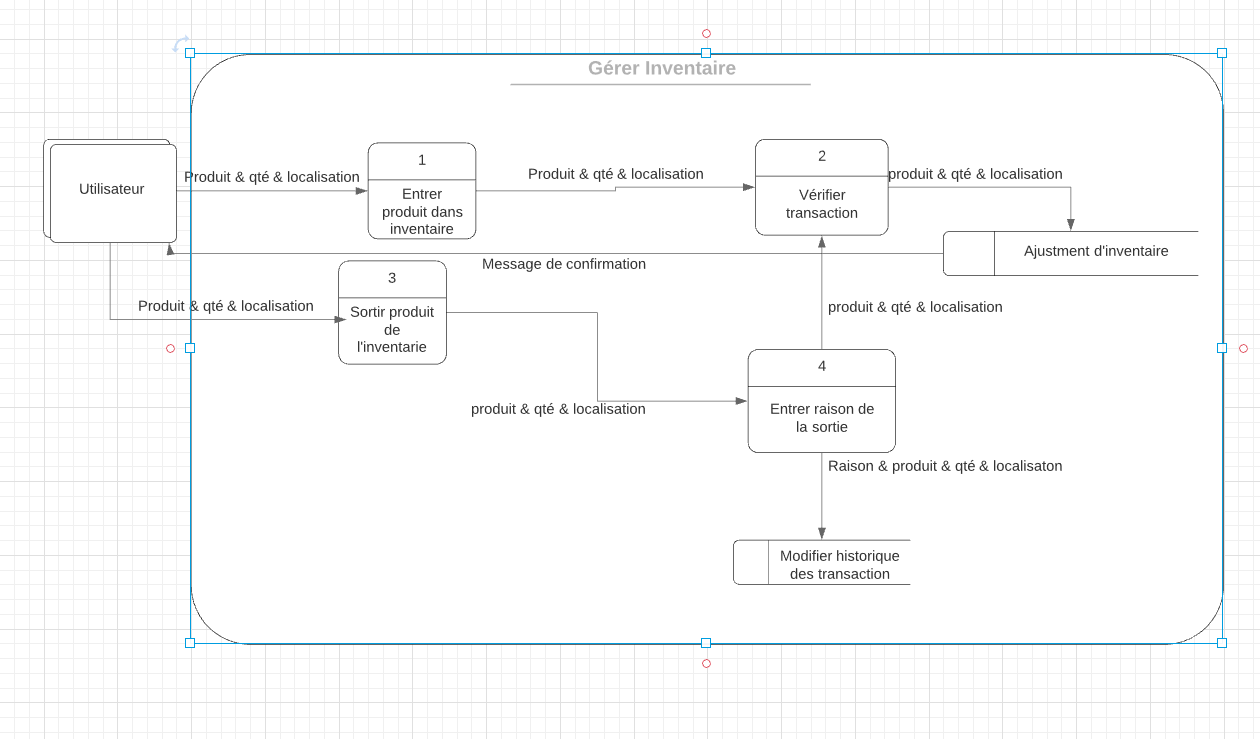 Gérer Inventaire
Utilisateur
Produit & qté & localisation
1
Entrer
produit dans
inventaire
Produit & qté & localisation
2
Vérifier
transaction
produit & qté & localisation
Ajustment d'inventaire
Message de confirmation
Produit & qté & localisation
3
Sortir produit
de
l'inventarie
produit & qté & localisation
produit & qté & localisation
4
Entrer raison de
la sortie
Raison & produit & qté & localisaton
Modifier historique
des transaction